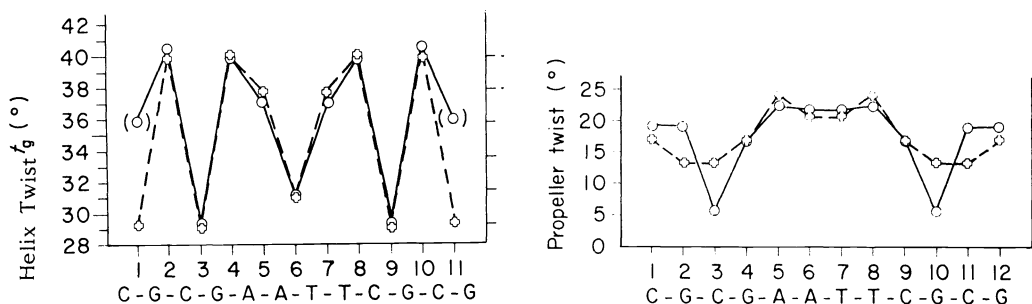 Helix Twist tg (°)
42
40
38
36
34
32
30
28
( )
( )
1 2 3 4 5 6 7 8 9 10 11
C-G-C-G-A-A-T-T-C-G-C-G
Propeller twist (°)
25
20
15
10
5
0
1 2 3 4 5 6 7 8 9 10 11 12
C-G-C-G-A-A-T-T-C-G-C-G